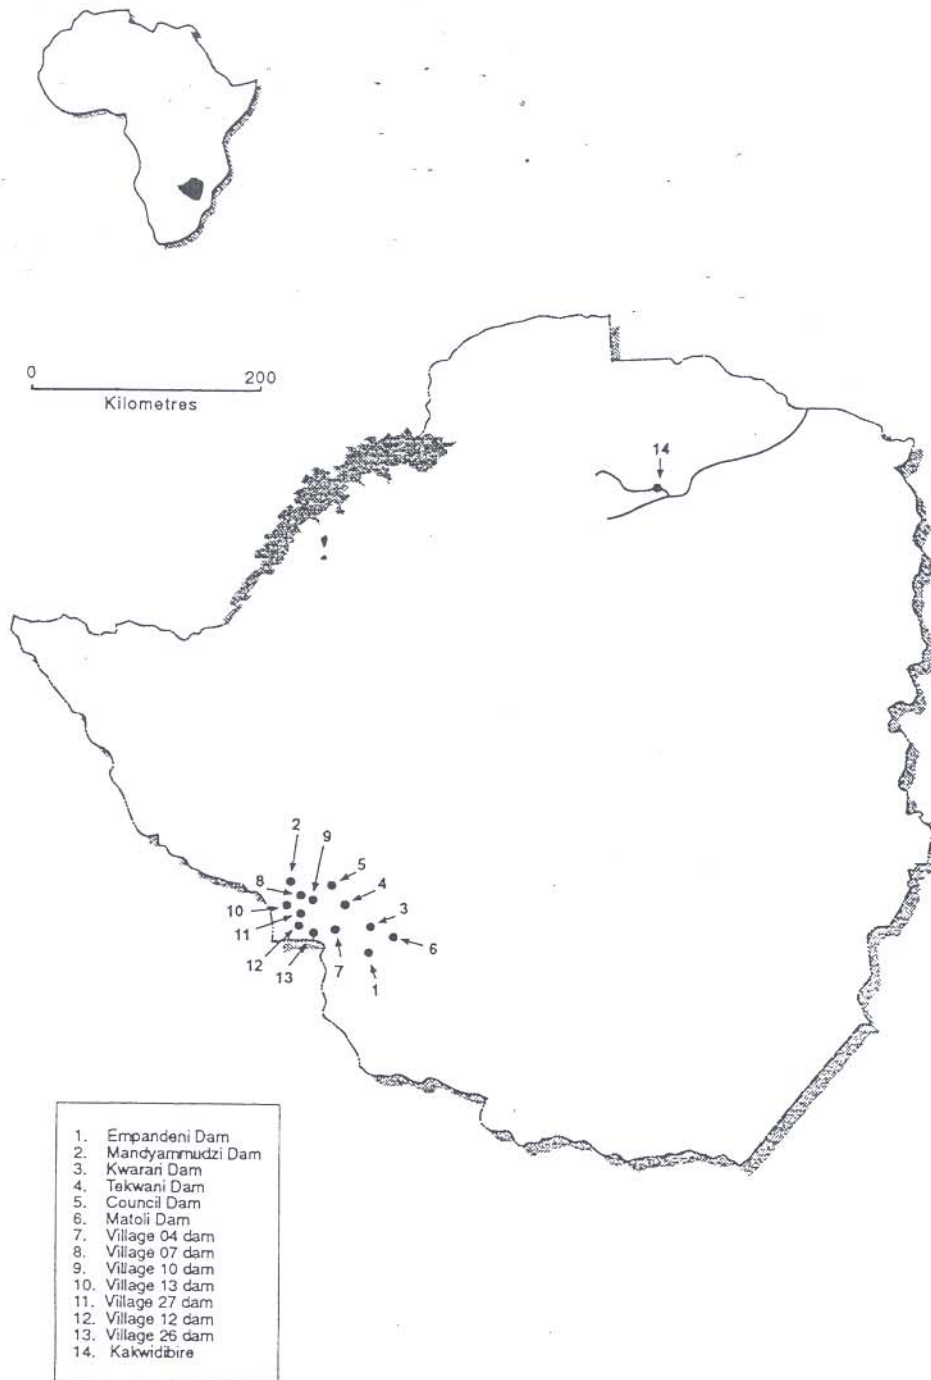 0 200
Kilometres
14
2
9
5
8
4
10
3
11
6
12
13
7
1
1. Empandeni Dam
2. Mandyammudzi Dam
3. Kwarari Dam
4. Tekwani Dam
5. Council Dam
6. Matoli Dam
7. Village 04 dam
8. Village 07 dam
9. Village 10 dam
10. Village 13 dam
11. Village 27 dam
12. Village 12 dam
13. Village 26 dam
14. Kakwidibire